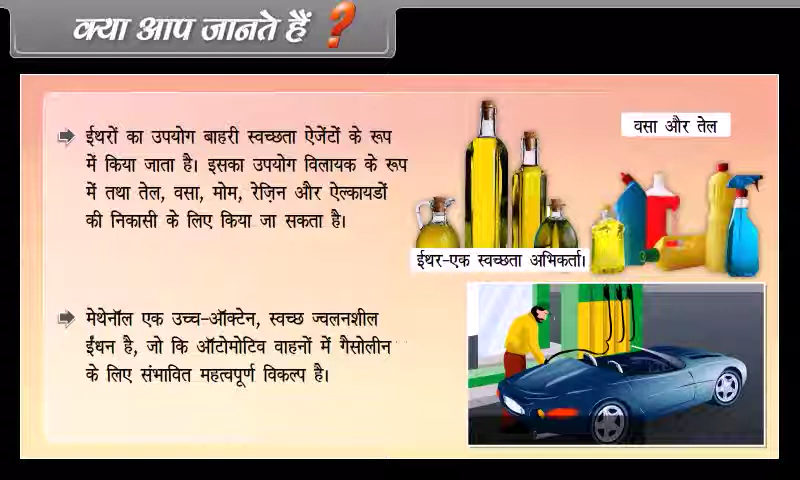 क्या आप जानते हैं ?
ईथरों का उपयोग बाहरी स्वच्छता ऐजेंटों के रूप
में किया जाता है। इसका उपयोग विलायक के रूप
में तथा तेल, वसा, मोम, रेज़िन और ऐल्कायडों
की निकासी के लिए किया जा सकता है।
वसा और तेल
ईथर-एक स्वच्छता अभिकर्ता।
मेथेनॉल एक उच्च-ऑक्टेन, स्वच्छ ज्वलनशील
ईंधन है, जो कि ऑटोमोटिव वाहनों में गैसोलीन
के लिए संभावित महत्वपूर्ण विकल्प है।